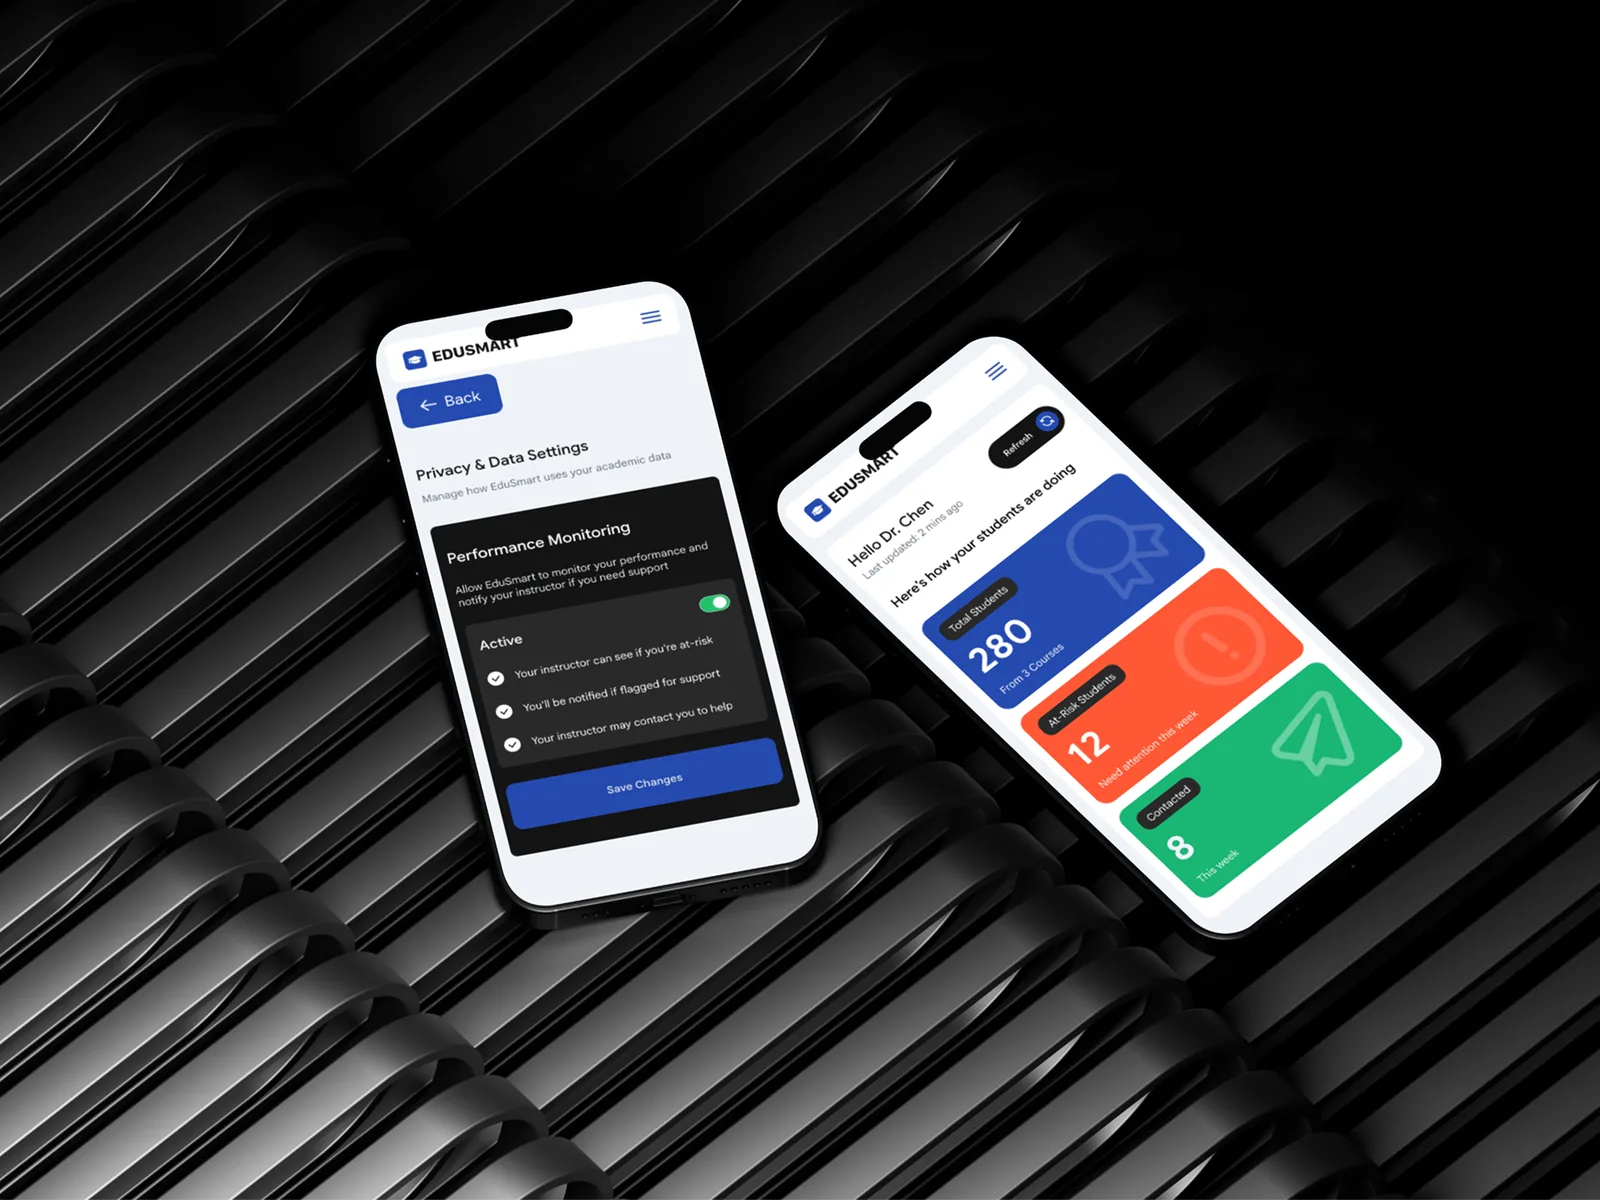 EDUSMART
Back
Privacy & Data Settings
Manage how EduSmart uses your academic data
Performance Monitoring
Allow EduSmart to monitor your performance and
notify your instructor if you need support
Active
Your instructor can see if you're at-risk
You'll be notified if flagged for support
Your instructor may contact you to help
Save Changes
EDUSMART
Refresh
Hello Dr. Chen
Last updated: 2 mins ago
Here's how your students are doing
Total Students
280
From 3 Courses
At-Risk Students
12
Need attention this week
Contacted
8
This week